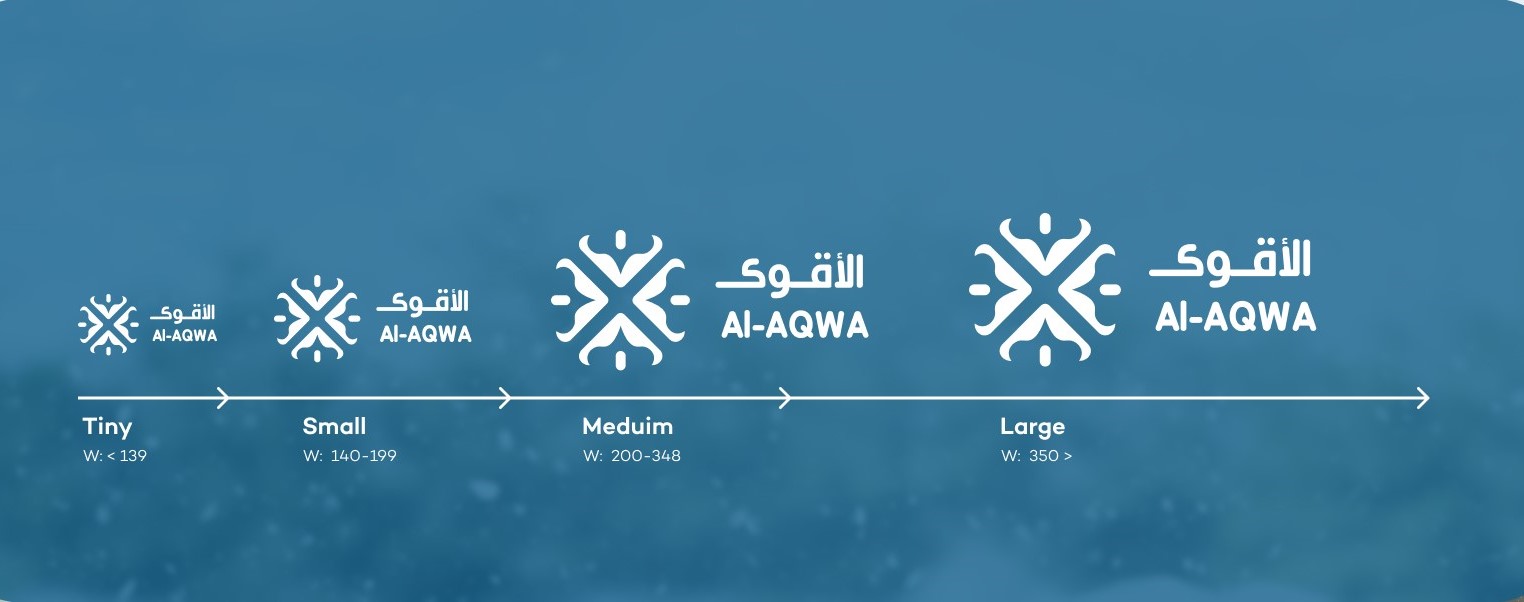 الأقوى
Al-AQWA
الأقوى
Al-AQWA
الأقوى
Al-AQWA
الأقوى
Al-AQWA
Tiny
W: < 139
Small
W: 140-199
Meduim
W: 200-348
Large
W: 350 >